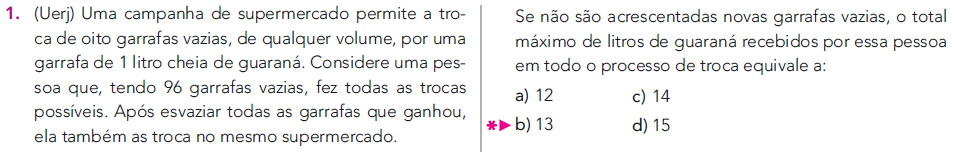 1. (Uerj) Uma campanha de supermercado permite a tro-
ca de oito garrafas vazias, de qualquer volume, por uma
garrafa de 1 litro cheia de guaraná. Considere uma pes-
soa que, tendo 96 garrafas vazias, fez todas as trocas
possíveis. Após esvaziar todas as garrafas que ganhou,
ela também as troca no mesmo supermercado.
Se não são acrescentadas novas garrafas vazias, o total
máximo de litros de guaraná recebidos por essa pessoa
em todo o processo de troca equivale a:
a) 12 c) 14
b) 13 d) 15